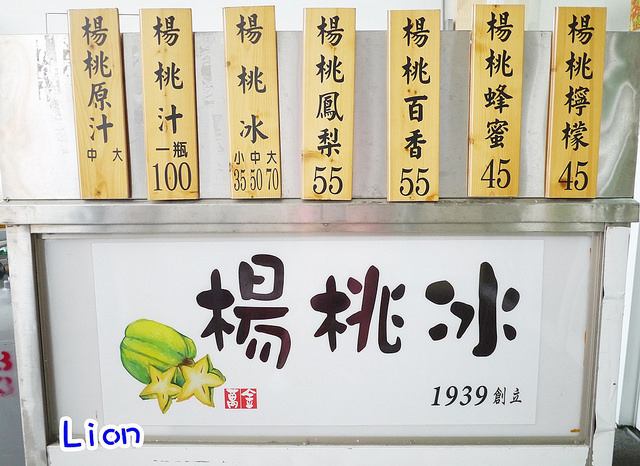 楊桃原汁
中 大
楊桃汁
一瓶
100
楊桃冰
小 中 大
35 50 70
楊桃鳳梨
55
楊桃百香
55
楊桃蜂蜜
45
楊桃檸檬
45
楊桃冰
1939創立
Lion